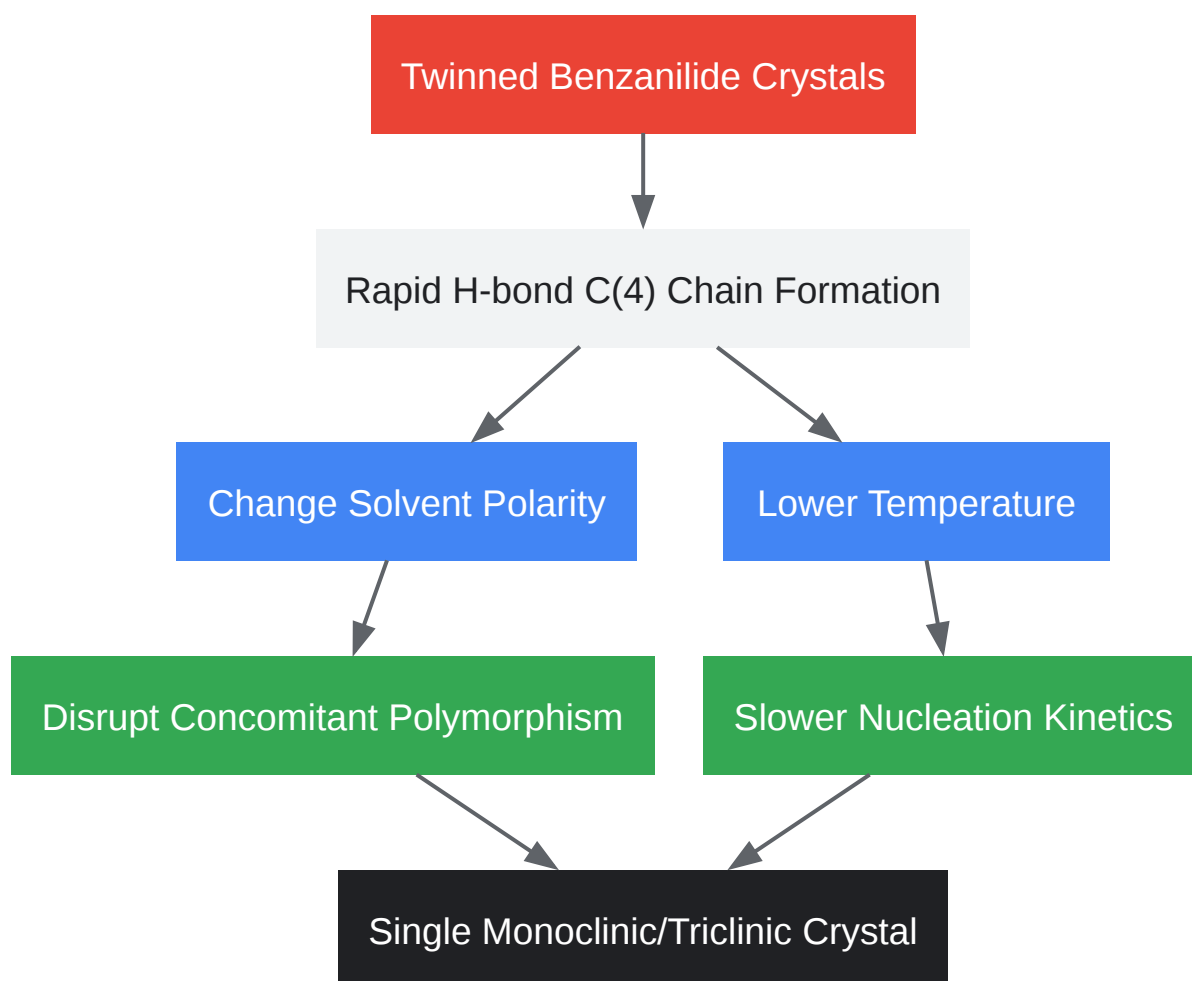 Twinned Benzanilide Crystals
Rapid H-bond C(4) Chain Formation
Change Solvent Polarity
Lower Temperature
Disrupt Concomitant Polymorphism
Slower Nucleation Kinetics
Single Monoclinic/Triclinic Crystal